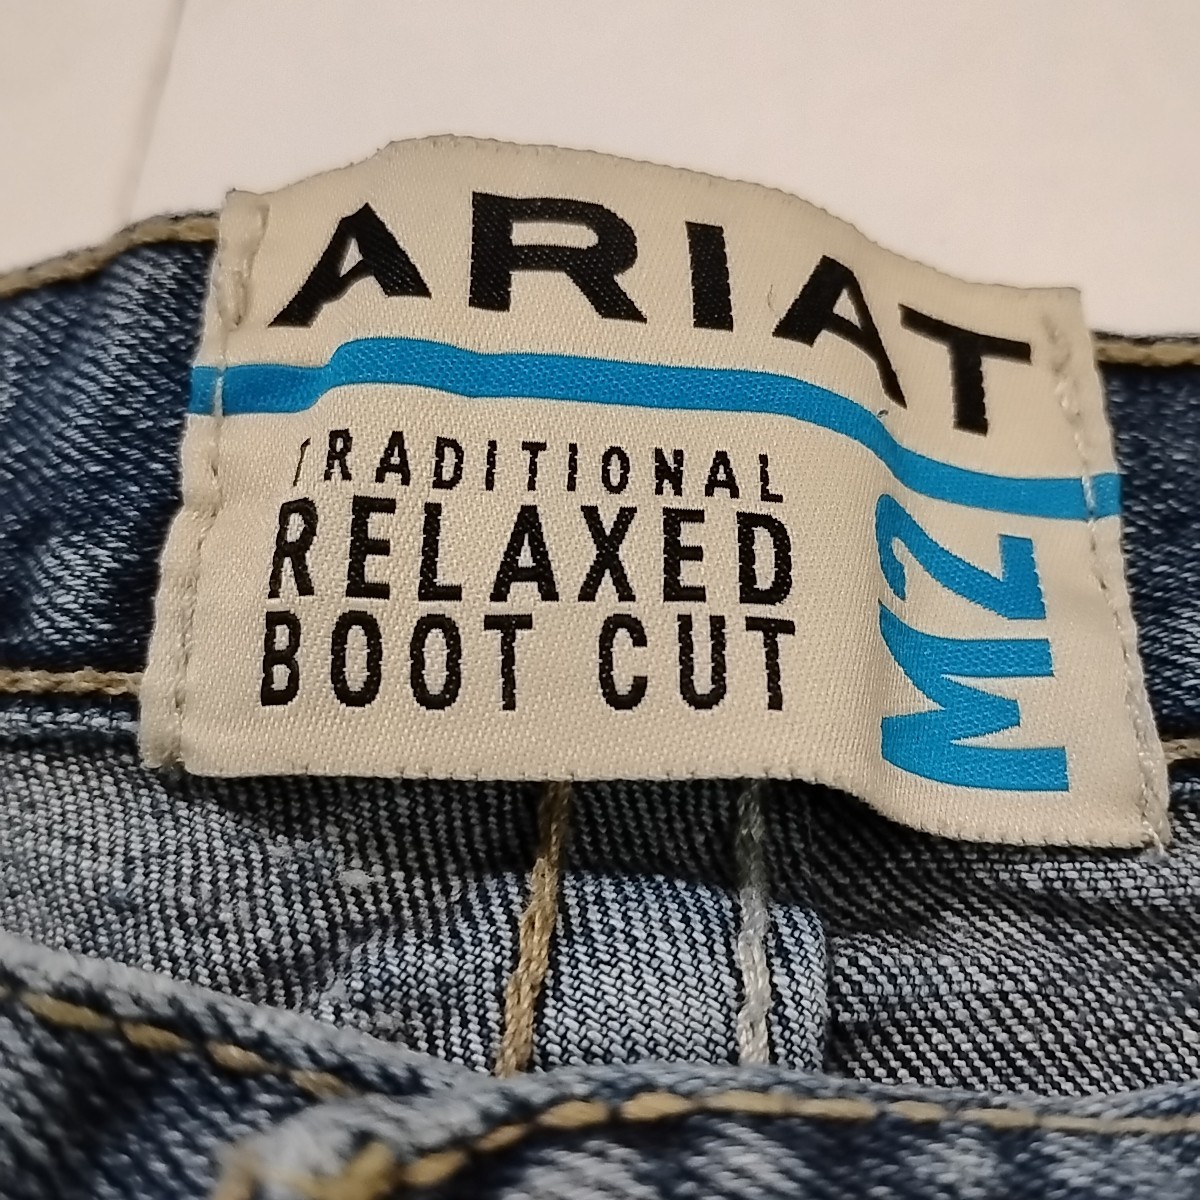 ARIAT
TRADITIONAL
RELAXED
BOOT CUT
M2